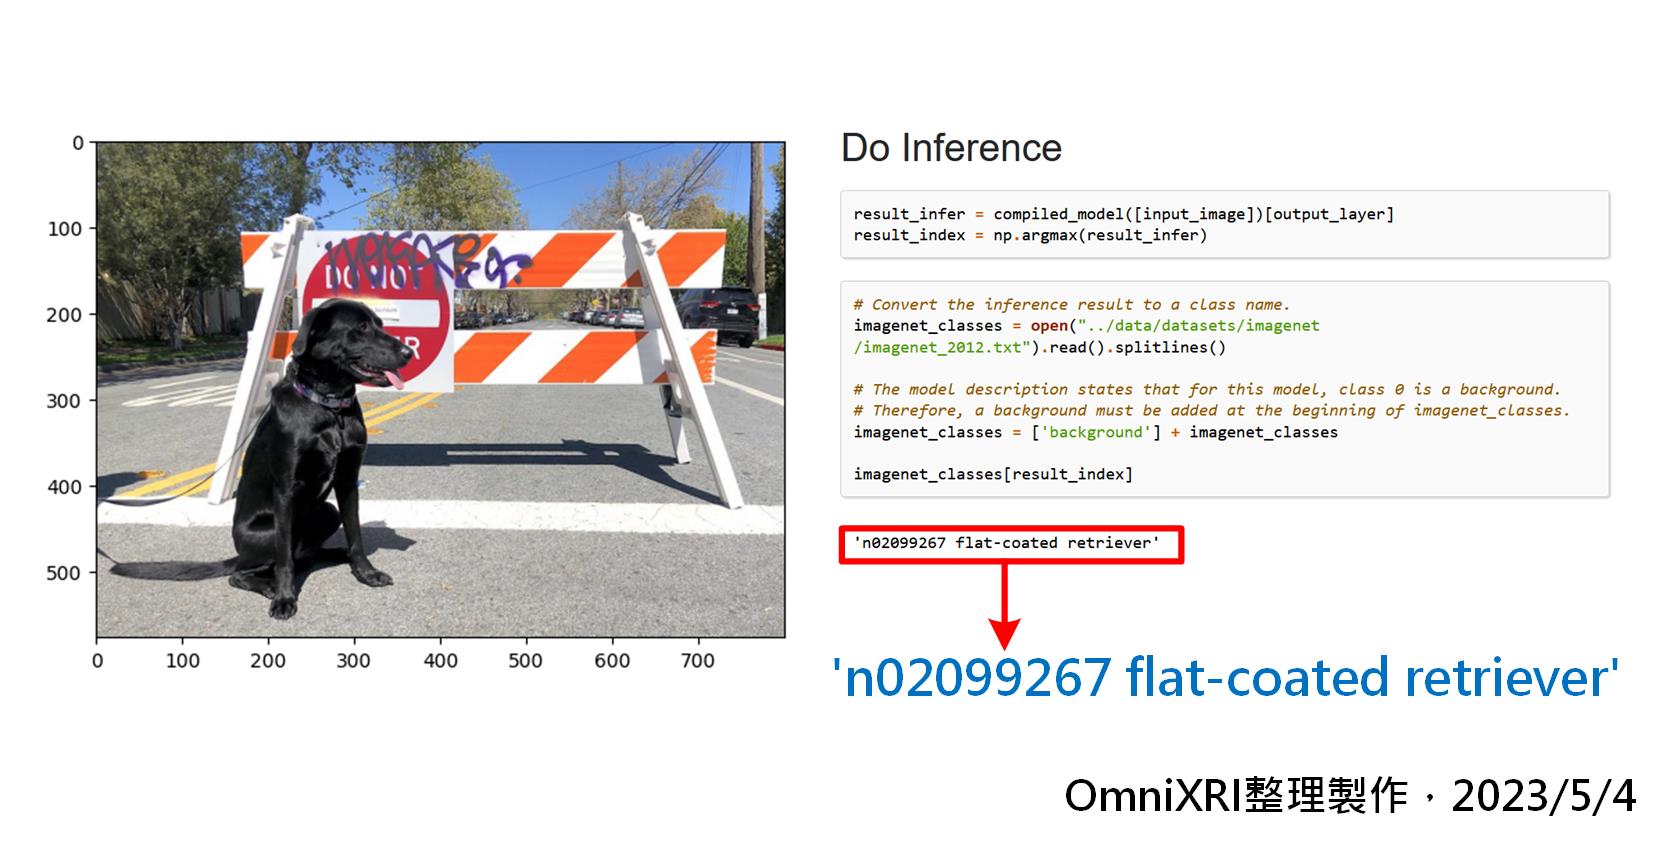 Do Inference
result_infer = compiled_model([input_image])[output_layer]
result_index = np.argmax(result_infer)
# Convert the inference result to a class name.
imagenet_classes = open("../data/datasets/imagenet
/imagenet_2012.txt").read().splitlines()
# The model description states that for this model, class 0 is a background.
# Therefore, a background must be added at the beginning of imagenet_classes.
imagenet_classes = ['background'] + imagenet_classes
imagenet_classes[result_index]
'n02099267 flat-coated retriever'
'n02099267 flat-coated retriever'
OmniXRI整理製作，2023/5/4
0
100
200
300
400
500
0 100 200 300 400 500 600 700
DO NOT